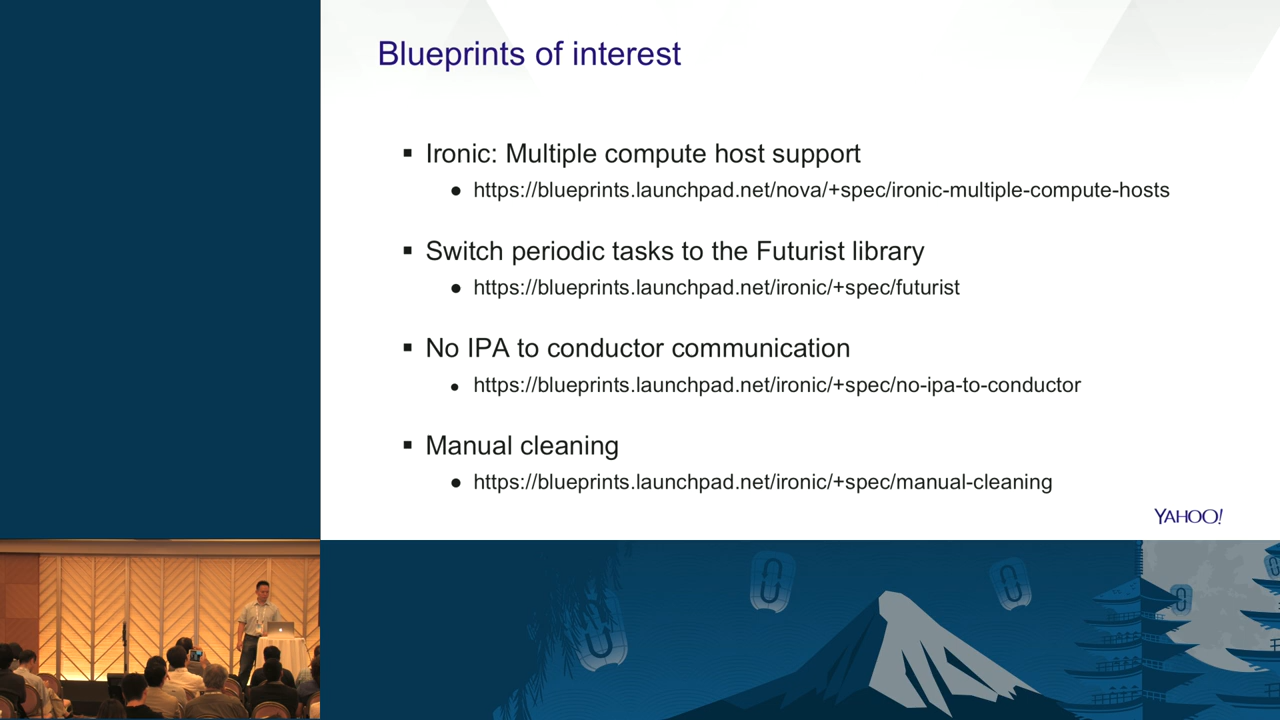 Blueprints of interest
▪ Ironic: Multiple compute host support
● https://blueprints.launchpad.net/nova/+spec/ironic-multiple-compute-hosts
▪ Switch periodic tasks to the Futurist library
● https://blueprints.launchpad.net/ironic/+spec/futurist
▪ No IPA to conductor communication
● https://blueprints.launchpad.net/ironic/+spec/no-ipa-to-conductor
▪ Manual cleaning
● https://blueprints.launchpad.net/ironic/+spec/manual-cleaning
YAHOO!